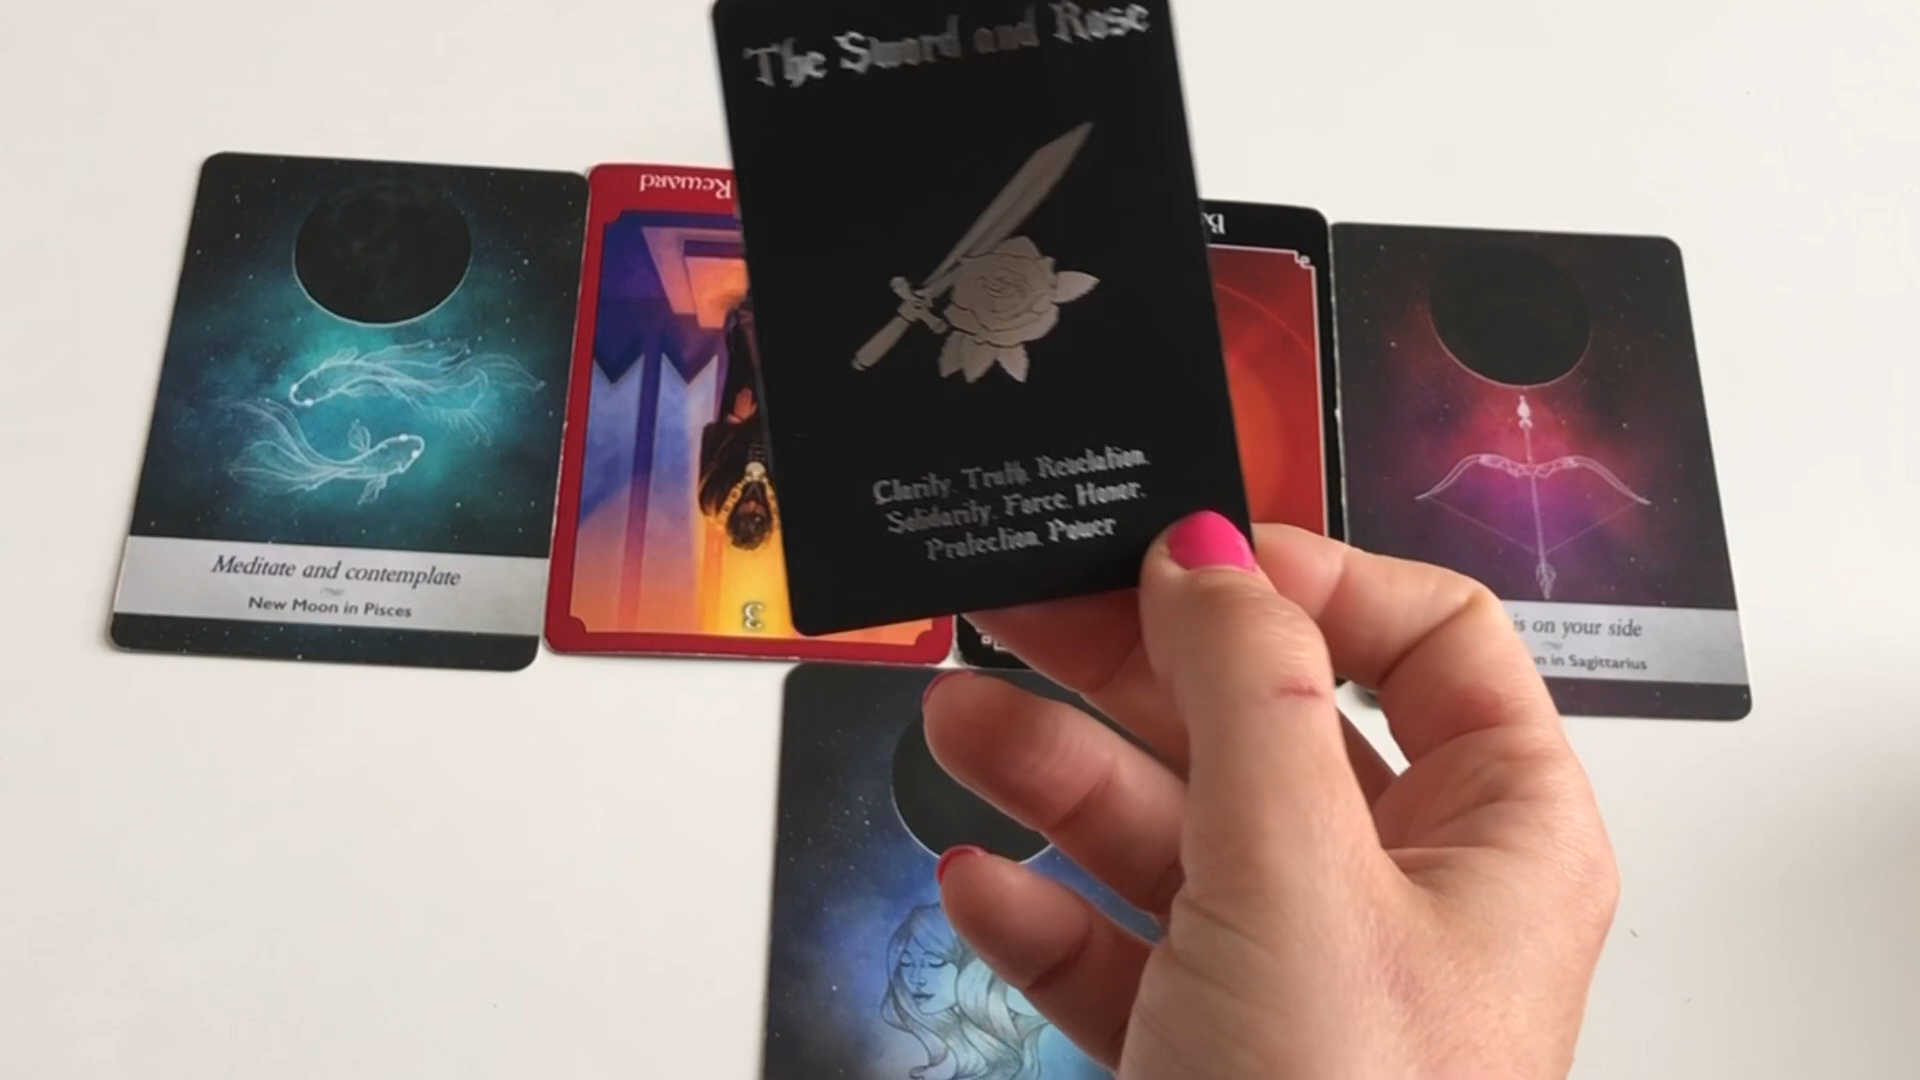 The Sword and Rose
Clarity. Truth. Revelation.
Solidarity. Force. Honor.
Protection. Power
Reward
3
Meditate and contemplate
New Moon in Pisces
is on your side
in Sagittarius